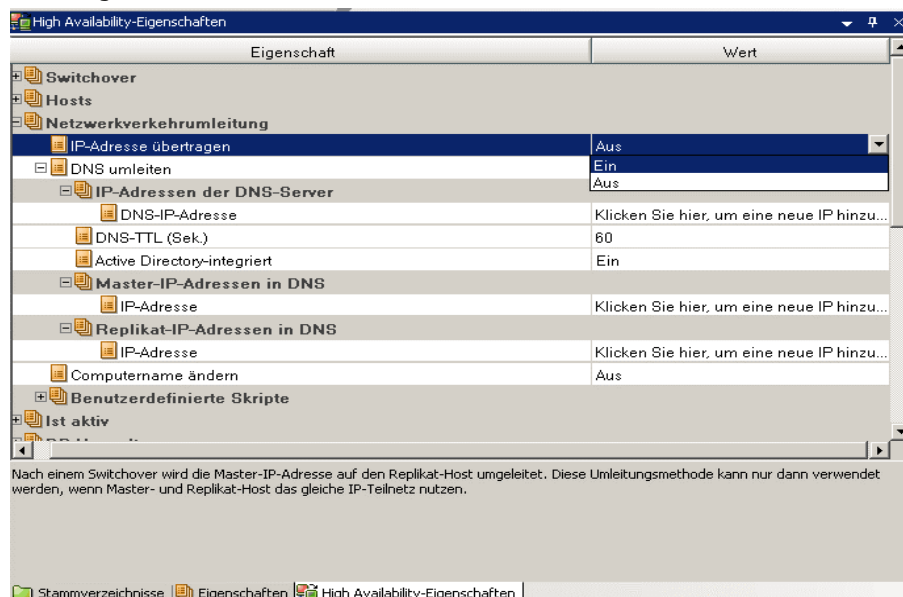 High Availability-Eigenschaften
Eigenschaft Wert
Switchover
Hosts
Netzwerkverkehrumleitung
IP-Adresse übertragen Aus
DNS umleiten Ein
Aus
IP-Adressen der DNS-Server
DNS-IP-Adresse Klicken Sie hier, um eine neue IP hinzu...
DNS-TTL (Sek.) 60
Active Directory-integriert Ein
Master-IP-Adressen in DNS
IP-Adresse Klicken Sie hier, um eine neue IP hinzu...
Replikat-IP-Adressen in DNS
IP-Adresse Klicken Sie hier, um eine neue IP hinzu...
Computername ändern Aus
Benutzerdefinierte Skripte
Ist aktiv
Nach einem Switchover wird die Master-IP-Adresse auf den Replikat-Host umgeleitet. Diese Umleitungsmethode kann nur dann verwendet
werden, wenn Master- und Replikat-Host das gleiche IP-Teilnetz nutzen.
Stammverzeichnisse Eigenschaften High Availability-Eigenschaften